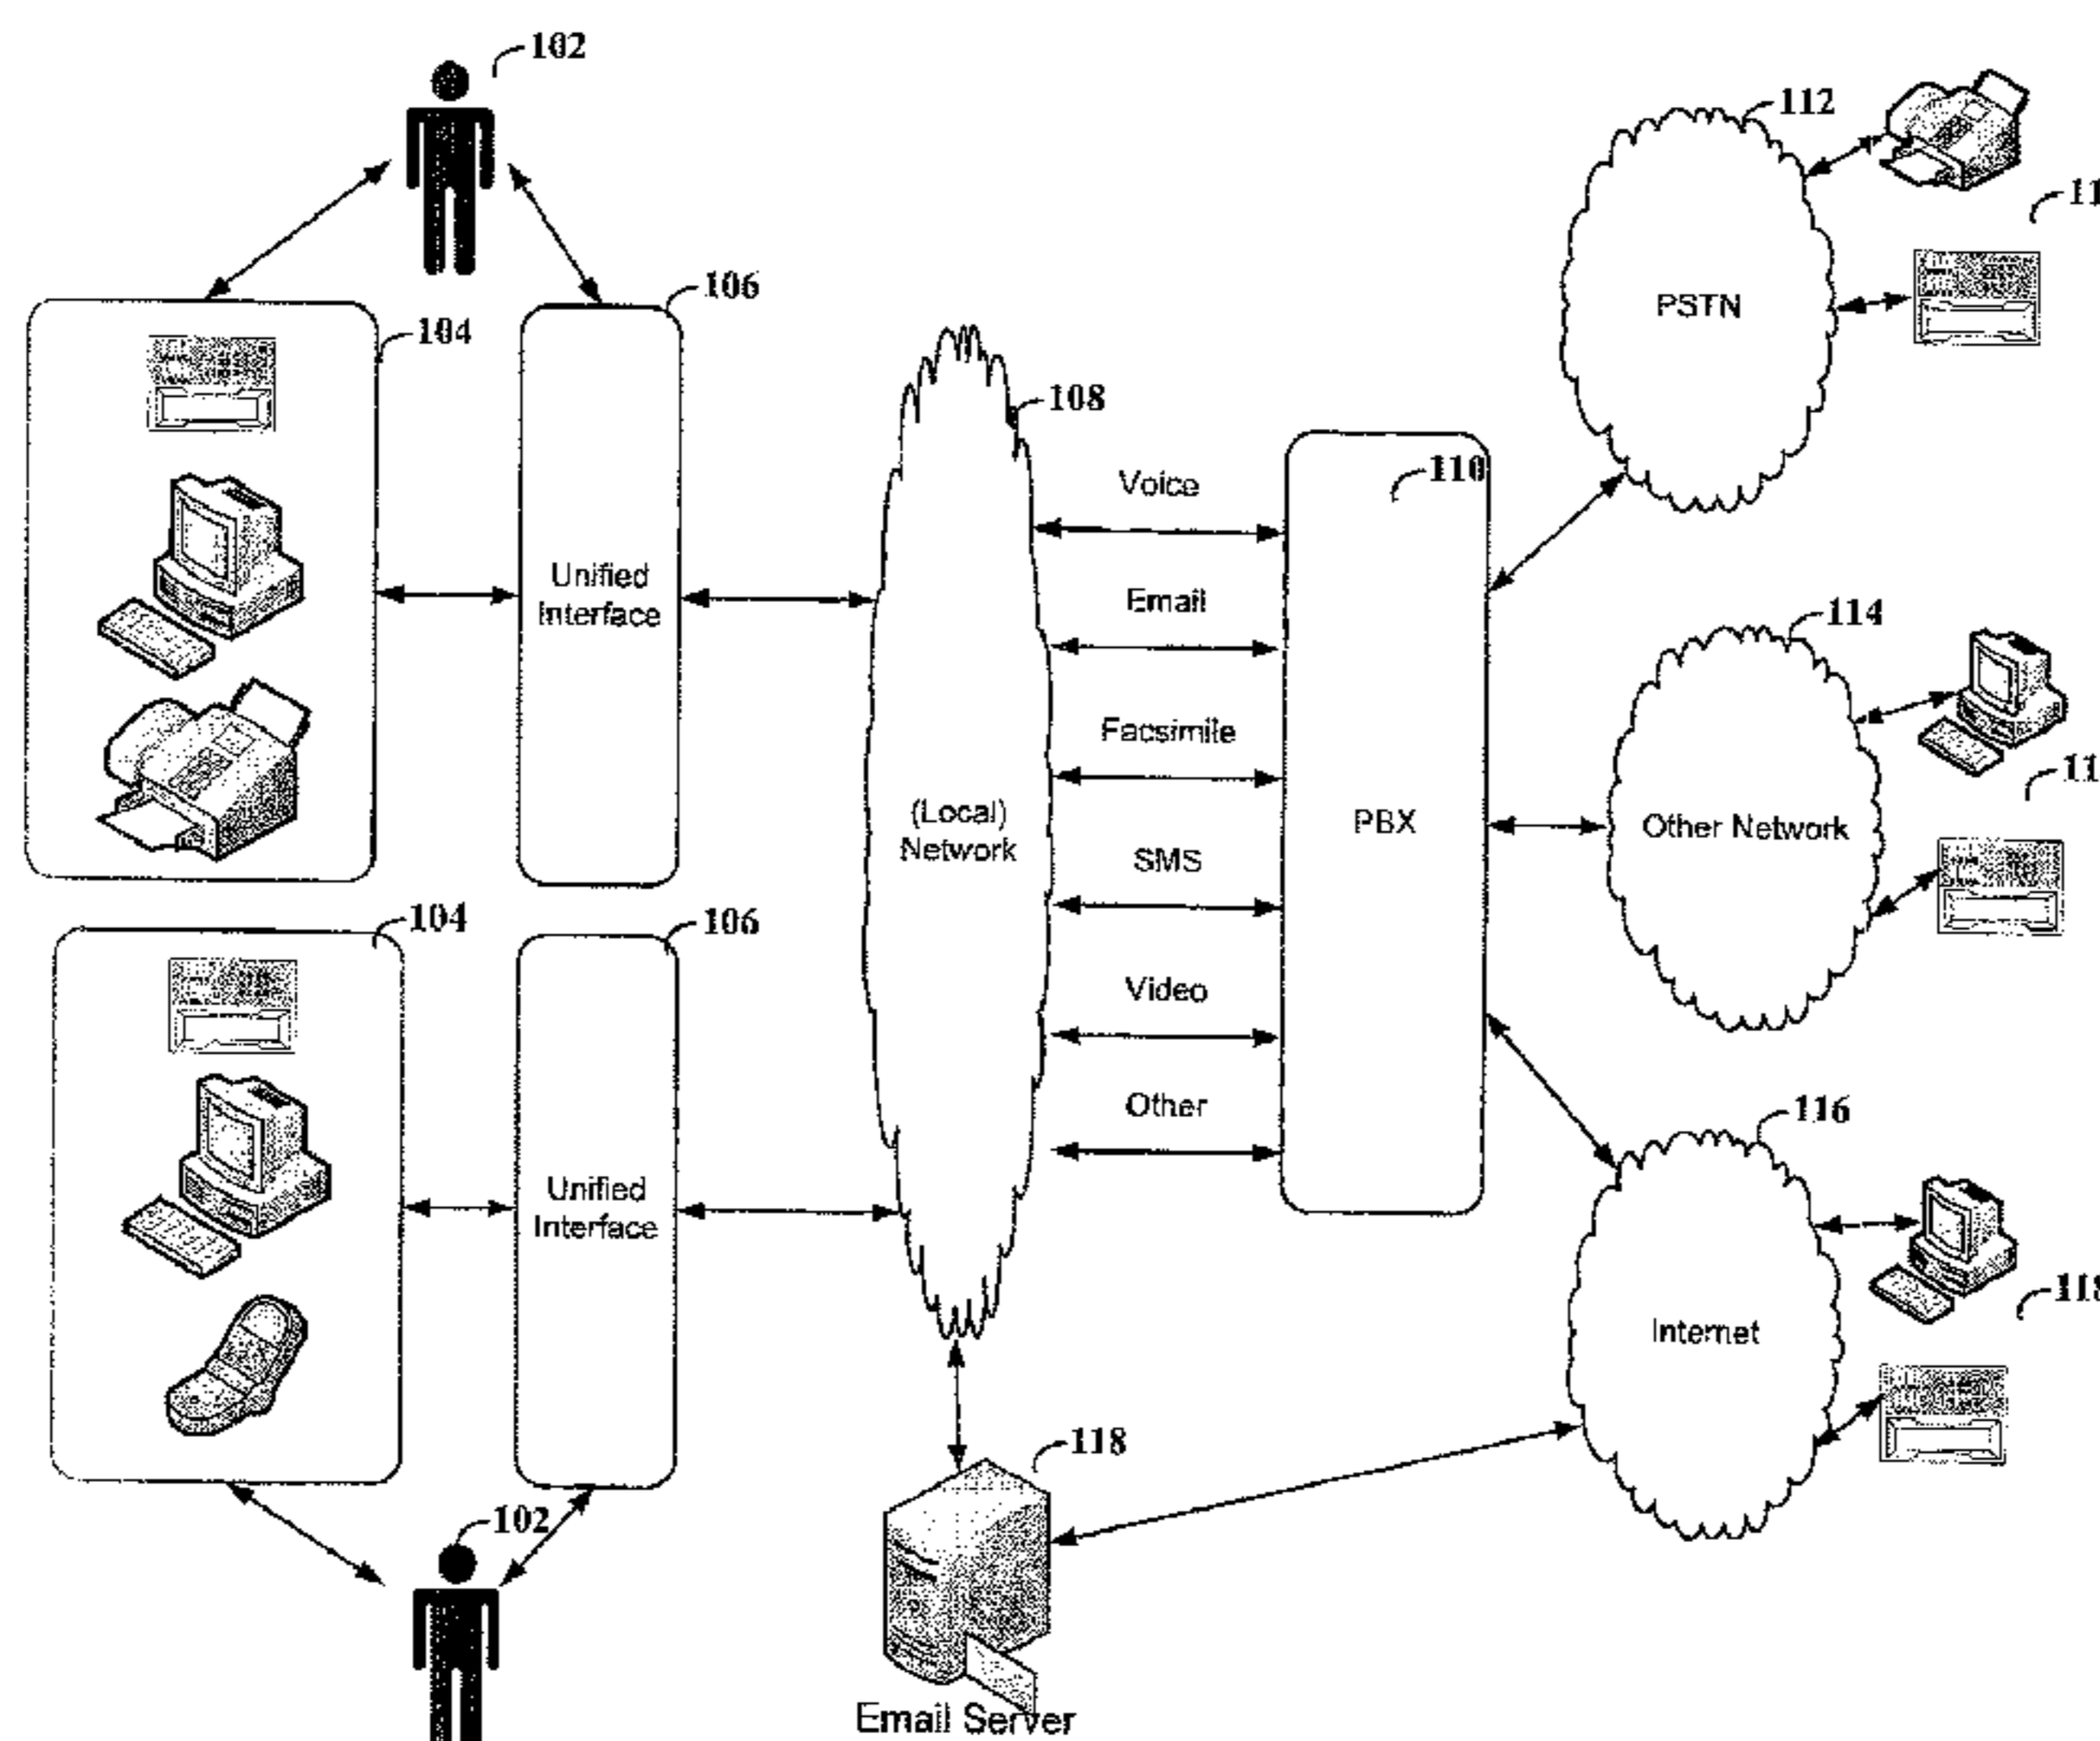 102
112
106
104
PSTN
108
110
Voice
Unified
Interface
Email
114
Facsimile
(Local)
Network
PBX
Other Network
SMS
104
106
Video
Other
116
Unified
Interface
118
Internet
118
102
Email Server